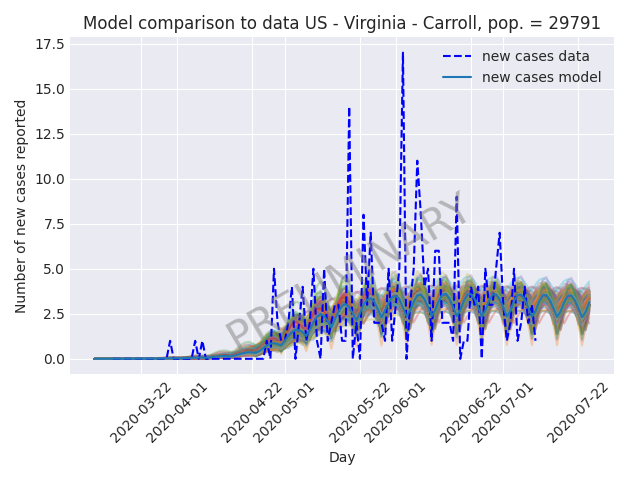 Model comparison to data US - Virginia - Carroll, pop. = 29791
17.5
15.0
12.5
10.0
7.5
5.0
2.5
0.0
Number of new cases reported
new cases data
new cases model
PRELIMINARY
2020-03-22
2020-04-01
2020-04-22
2020-05-01
2020-05-22
2020-06-01
2020-06-22
2020-07-01
2020-07-22
Day